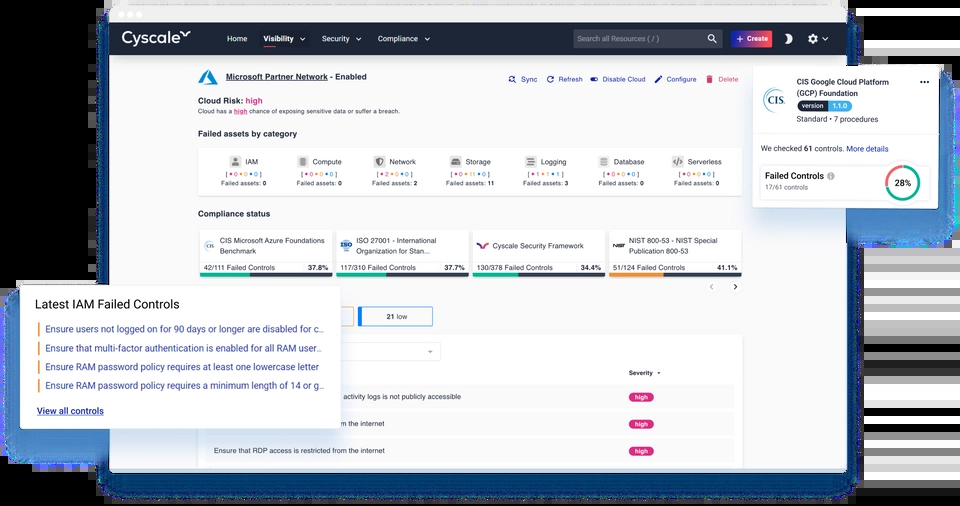 Cyscale
Home Visibility Security Compliance
Search all Resources ( / )
+ Create
Microsoft Partner Network - Enabled
Sync Refresh Disable Cloud Configure Delete
Cloud Risk: high
Cloud has a high chance of exposing sensitive data or suffer a breach.
Failed assets by category
IAM Compute Network Storage Logging Database Serverless
[ • 0 • 0 • 0 ] [ • 0 • 0 • 0 ] [ • 2 • 0 • 0 ] [ • 0 • 11 • 0 ] [ • 1 • 1 • 1 ] [ • 0 • 0 • 0 ] [ • 0 • 0 • 0 ]
Failed assets: 0 Failed assets: 0 Failed assets: 2 Failed assets: 11 Failed assets: 3 Failed assets: 0 Failed assets: 0
CIS
CIS Google Cloud Platform
(GCP) Foundation
version 1.1.0
Standard • 7 procedures
We checked 61 controls. More details
Failed Controls
17/61 controls
28%
Compliance status
CIS
CIS Microsoft Azure Foundations
Benchmark
42/111 Failed Controls 37.8%
ISO
ISO 27001 - International
Organization for Stan...
117/310 Failed Controls 37.7%
Cyscale Security Framework
130/378 Failed Controls 34.4%
NIST
NIST 800-53 - NIST Special
Publication 800-53
51/124 Failed Controls 41.1%
Latest IAM Failed Controls
Ensure users not logged on for 90 days or longer are disabled for c...
Ensure that multi-factor authentication is enabled for all RAM user...
Ensure RAM password policy requires at least one lowercase letter
Ensure RAM password policy requires a minimum length of 14 or g...
View all controls
21 low
Severity
activity logs is not publicly accessible high
the internet high
Ensure that RDP access is restricted from the internet high